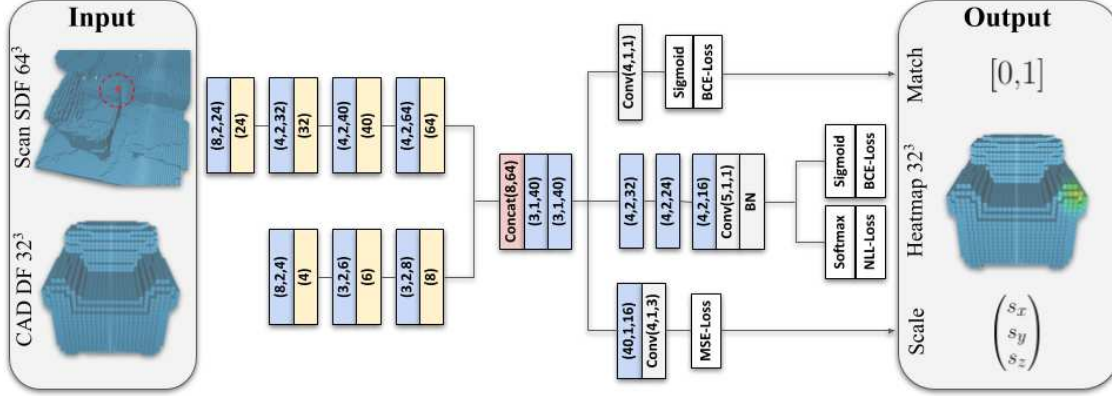 Input
Scan SDF 64³
CAD DF 32³
(8,2,24)
(24)
(4,2,32)
(32)
(4,2,40)
(40)
(4,2,64)
(64)
(8,2,4)
(4)
(3,2,6)
(6)
(3,2,8)
(8)
Concat(8,64)
(3,1,40)
(3,1,40)
Conv(4,1,1)
Sigmoid
BCE-Loss
(4,2,32)
(4,2,24)
(4,2,16)
Conv(5,1,1)
BN
Sigmoid
BCE-Loss
Softmax
NLL-Loss
(40,1,16)
Conv(4,1,3)
MSE-Loss
Output
Match
[0,1]
Heatmap 32³
Scale
s_x
s_y
s_z